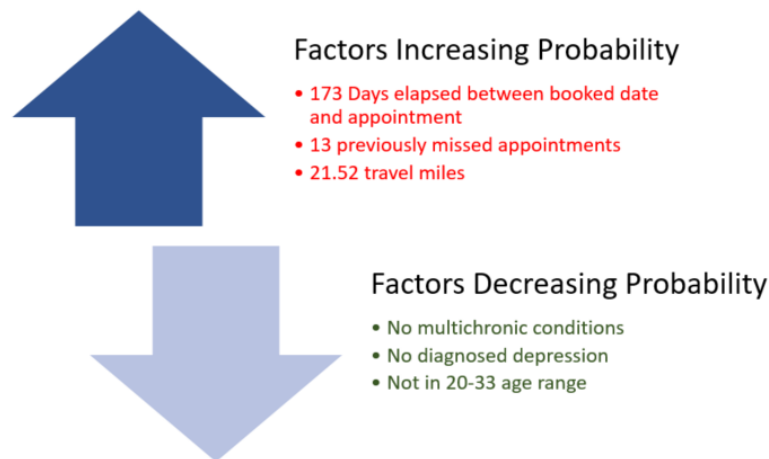 Factors Increasing Probability
• 173 Days elapsed between booked date
and appointment
• 13 previously missed appointments
• 21.52 travel miles
Factors Decreasing Probability
• No multichronic conditions
• No diagnosed depression
• Not in 20-33 age range